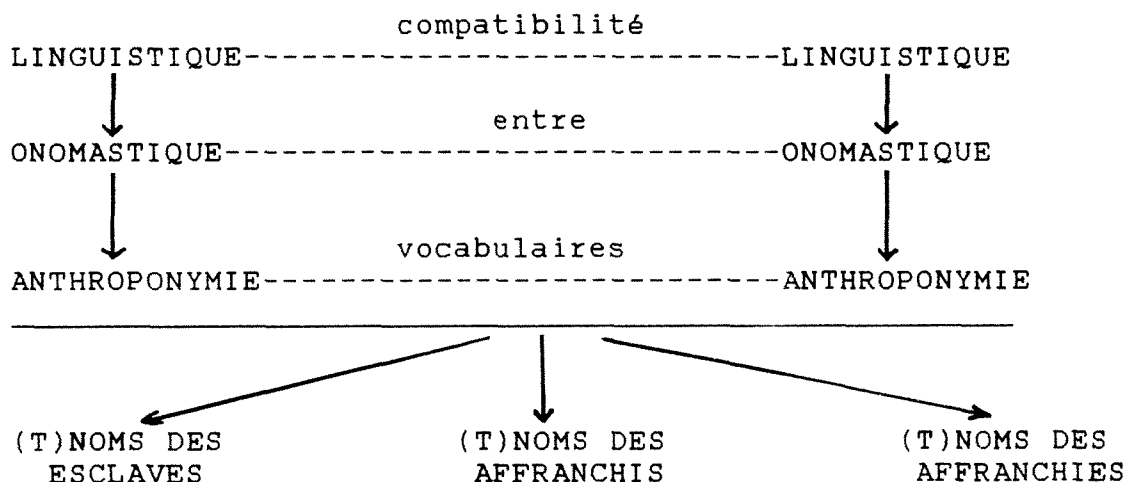 compatibilité
LINGUISTIQUE--------------------------LINGUISTIQUE
entre
ONOMASTIQUE---------------------------ONOMASTIQUE
vocabulaires
ANTHROPONYMIE-------------------------ANTHROPONYMIE
(T)NOMS DES (T)NOMS DES (T)NOMS DES
ESCLAVES AFFRANCHIS AFFRANCHIES